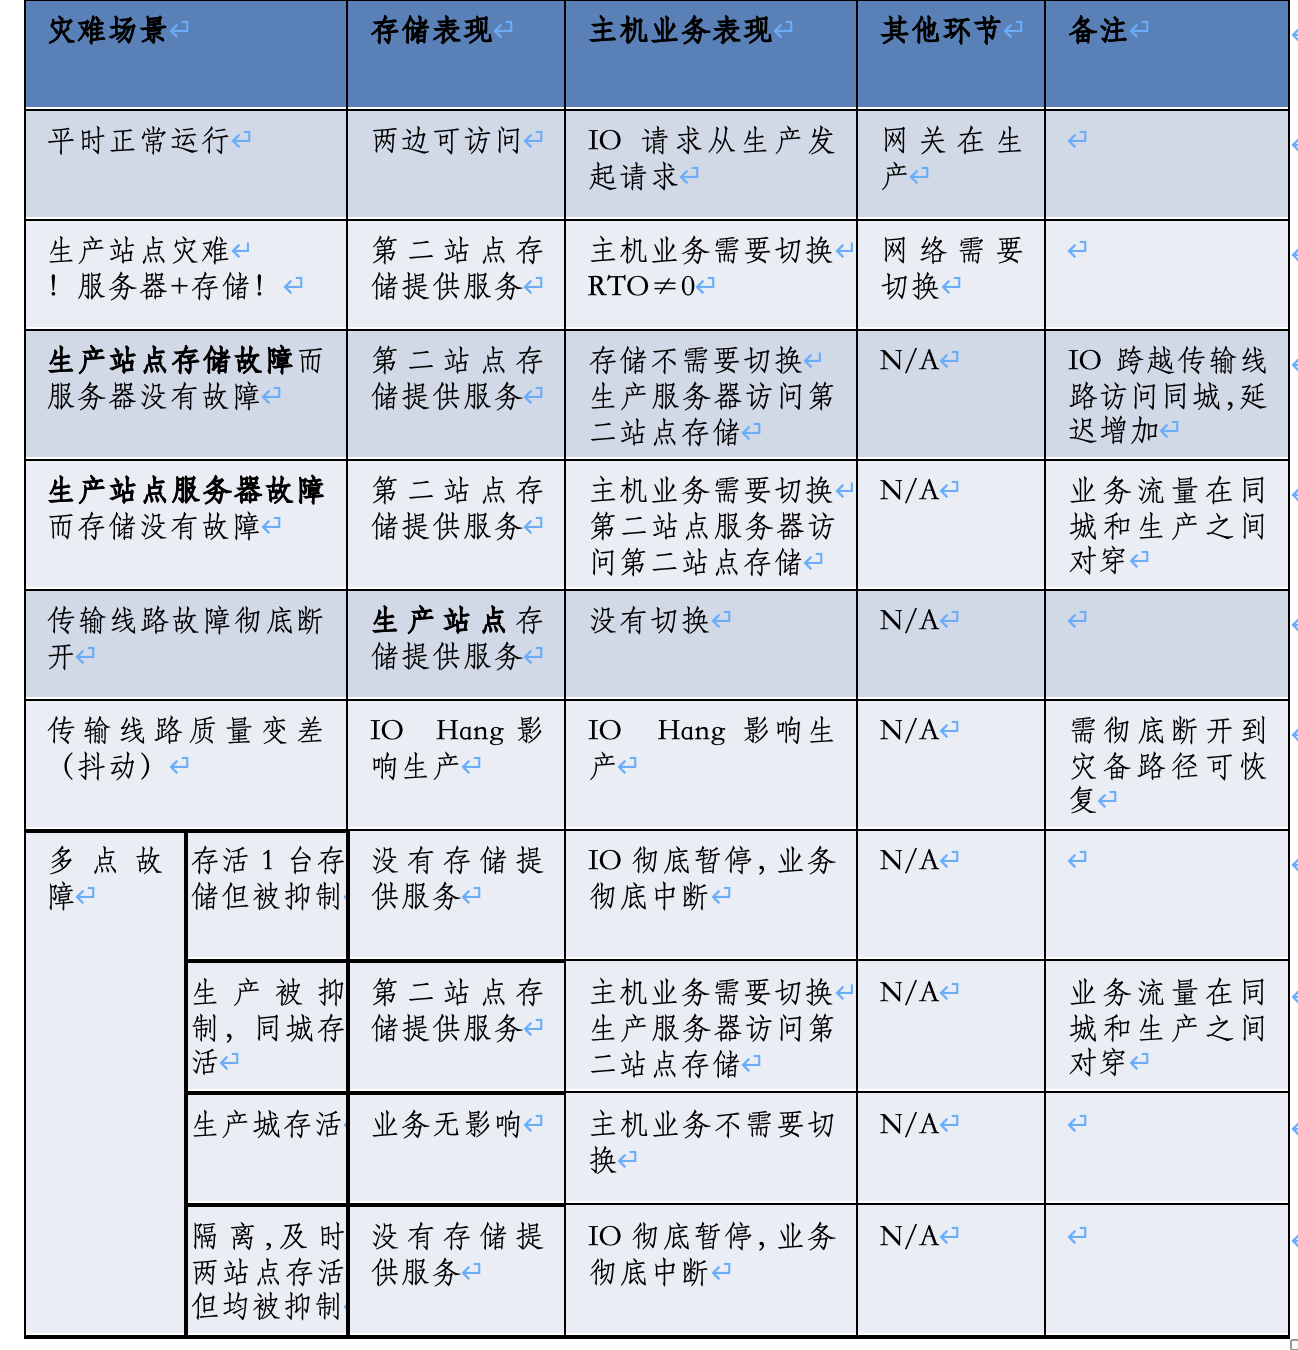 灾难场景
存储表现
主机业务表现
其他环节
备注
平时正常运行
两边可访问
IO 请求从生产发
起请求
网关在生
产
生产站点灾难
！服务器+存储！
第二站点存
储提供服务
主机业务需要切换
RTO≠0
网络需要
切换
生产站点存储故障而
服务器没有故障
第二站点存
储提供服务
存储不需要切换
生产服务器访问第
二站点存储
N/A
IO 跨越传输线
路访问同城,延
迟增加
生产站点服务器故障
而存储没有故障
第二站点存
储提供服务
主机业务需要切换
第二站点服务器访
问第二站点存储
N/A
业务流量在同
城和生产之间
对穿
传输线路故障彻底断
开
生产站点存
储提供服务
没有切换
N/A
传输线路质量变差
（抖动）
IO Hang 影
响生产
IO Hang 影响生
产
N/A
需彻底断开到
灾备路径可恢
复
多点故
障
存活 1 台存
储但被抑制
没有存储提
供服务
IO 彻底暂停,业务
彻底中断
N/A
生产被抑
制，同城存
活
第二站点存
储提供服务
主机业务需要切换
生产服务器访问第
二站点存储
N/A
业务流量在同
城和生产之间
对穿
生产城存活
业务无影响
主机业务不需要切
换
N/A
隔离,及时
两站点存活
但均被抑制
没有存储提
供服务
IO 彻底暂停,业务
彻底中断
N/A